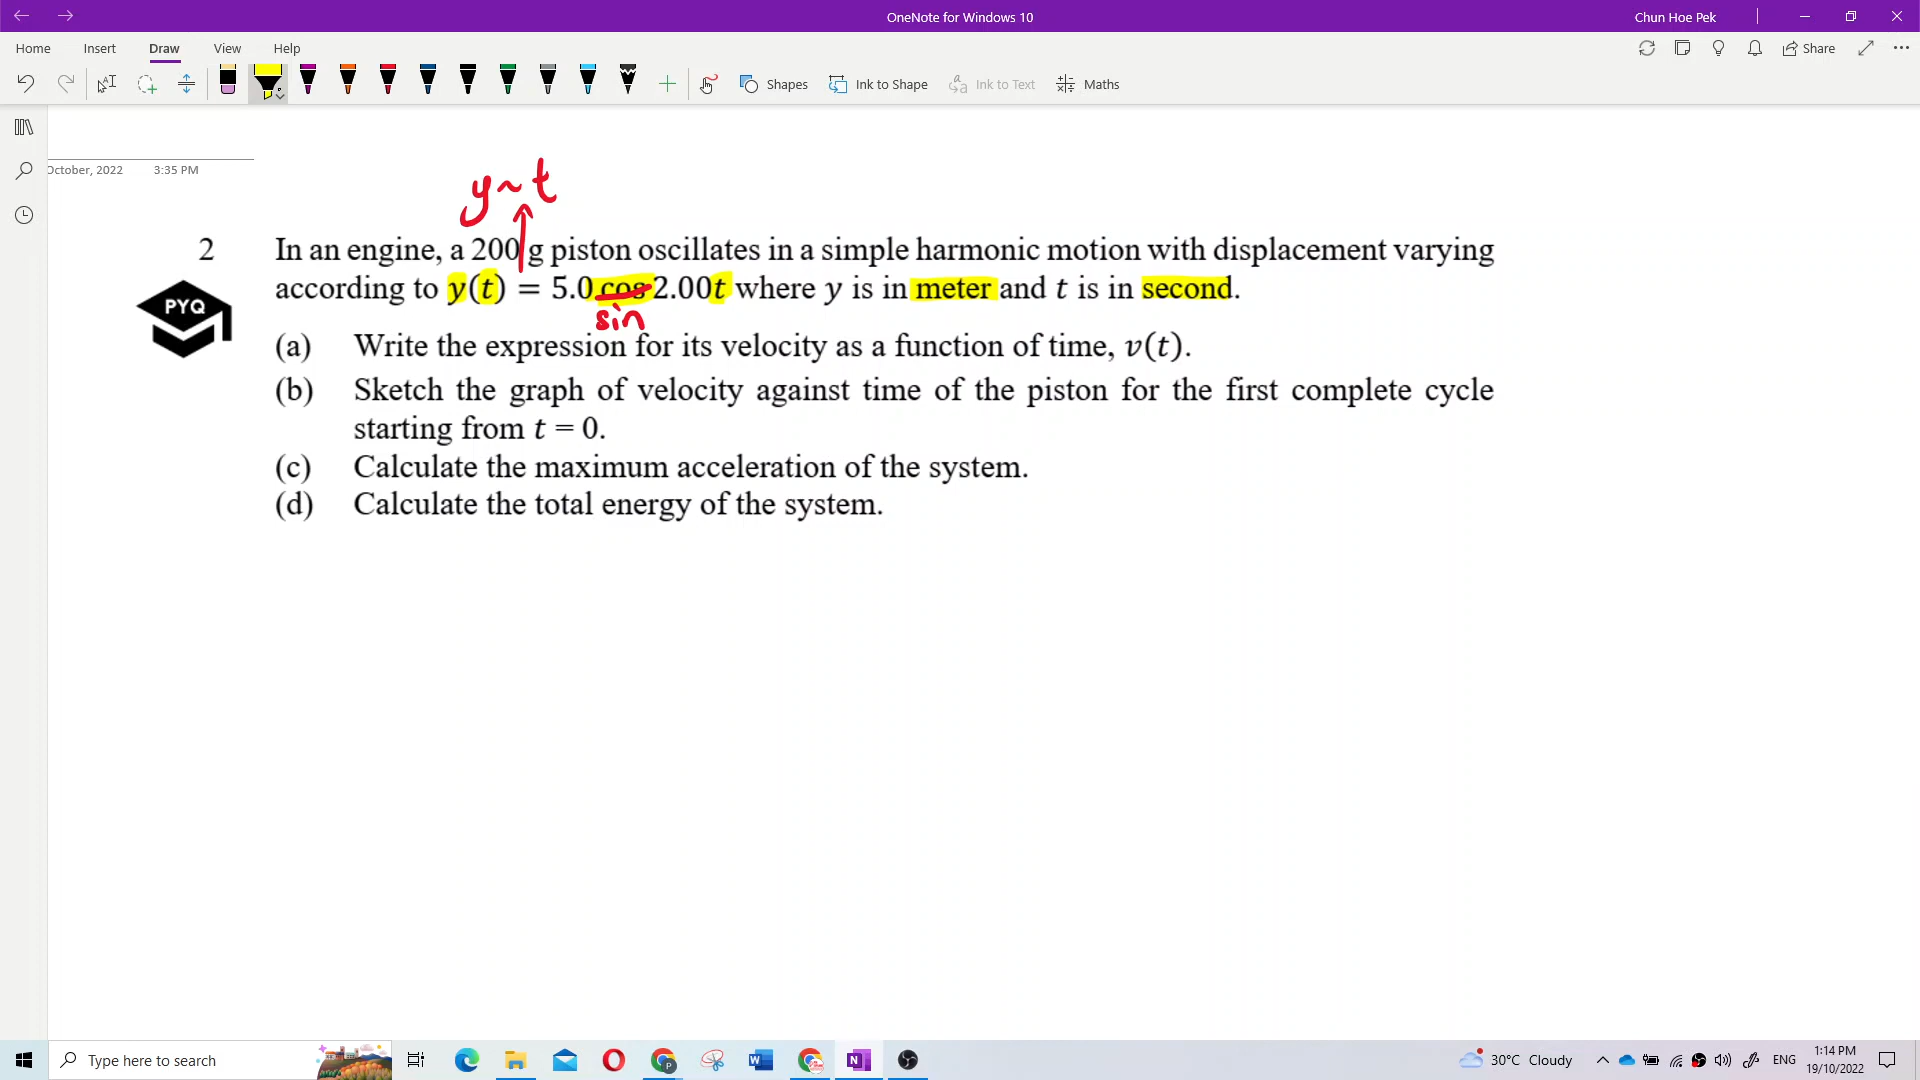 OneNote for Windows 10
Chun Hoe Pek
Home Insert Draw View Help
Share
Shapes Ink to Shape Ink to Text Maths
October, 2022 3:35 PM
y ~ t
2 In an engine, a 200 g piston oscillates in a simple harmonic motion with displacement varying
according to y(t) = 5.0 cos 2.00t where y is in meter and t is in second.
sin
PYQ
(a) Write the expression for its velocity as a function of time, v(t).
(b) Sketch the graph of velocity against time of the piston for the first complete cycle
starting from t = 0.
(c) Calculate the maximum acceleration of the system.
(d) Calculate the total energy of the system.
Type here to search
30°C Cloudy
ENG
1:14 PM
19/10/2022